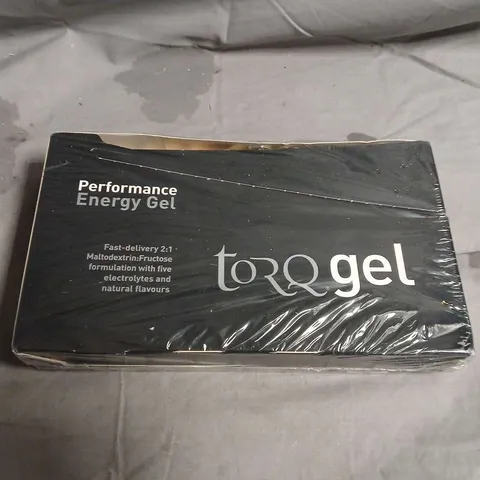 Performance
Energy Gel
Fast-delivery 2:1
Maltodextrin:Fructose
formulation with five
electrolytes and
natural flavours
torQ gel